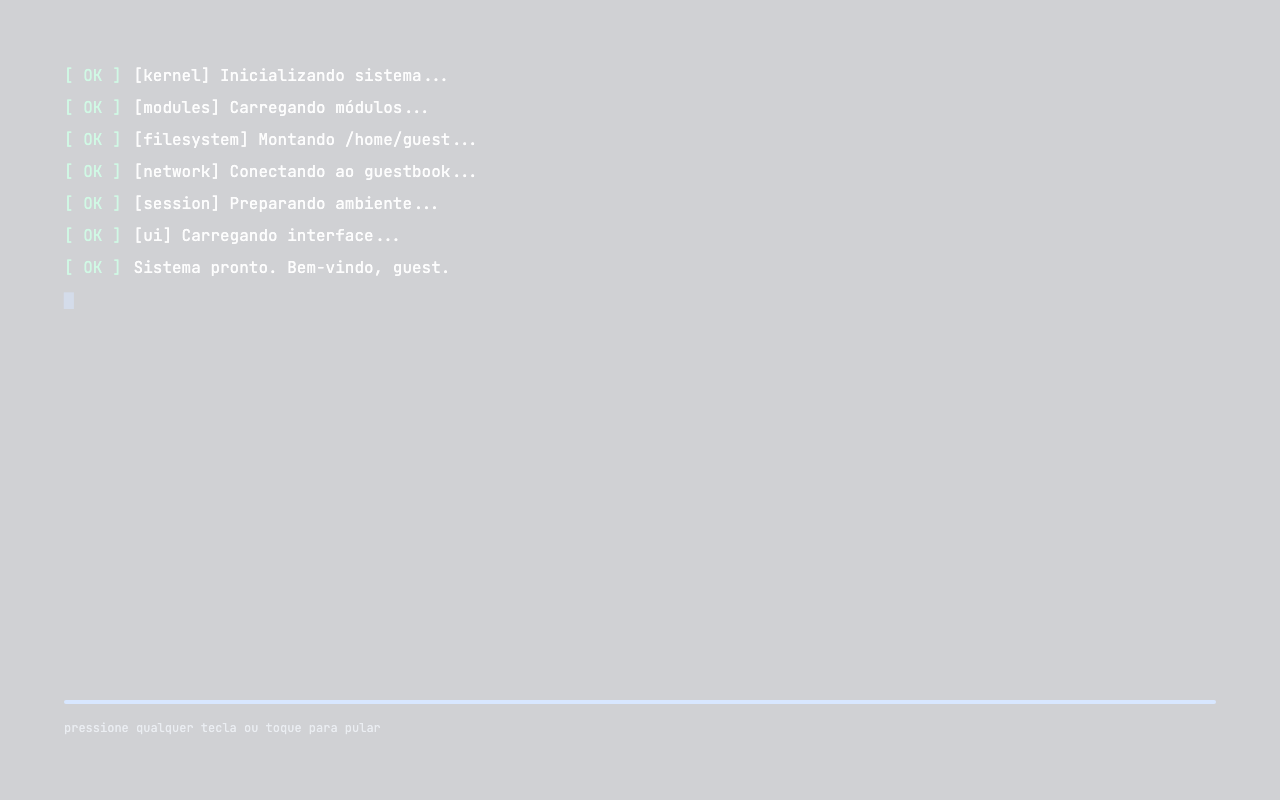 [ OK ] [kernel] Inicializando sistema...
[ OK ] [modules] Carregando módulos...
[ OK ] [filesystem] Montando /home/guest...
[ OK ] [network] Conectando ao guestbook...
[ OK ] [session] Preparando ambiente...
[ OK ] [ui] Carregando interface...
[ OK ] Sistema pronto. Bem-vindo, guest.
pressione qualquer tecla ou toque para pular